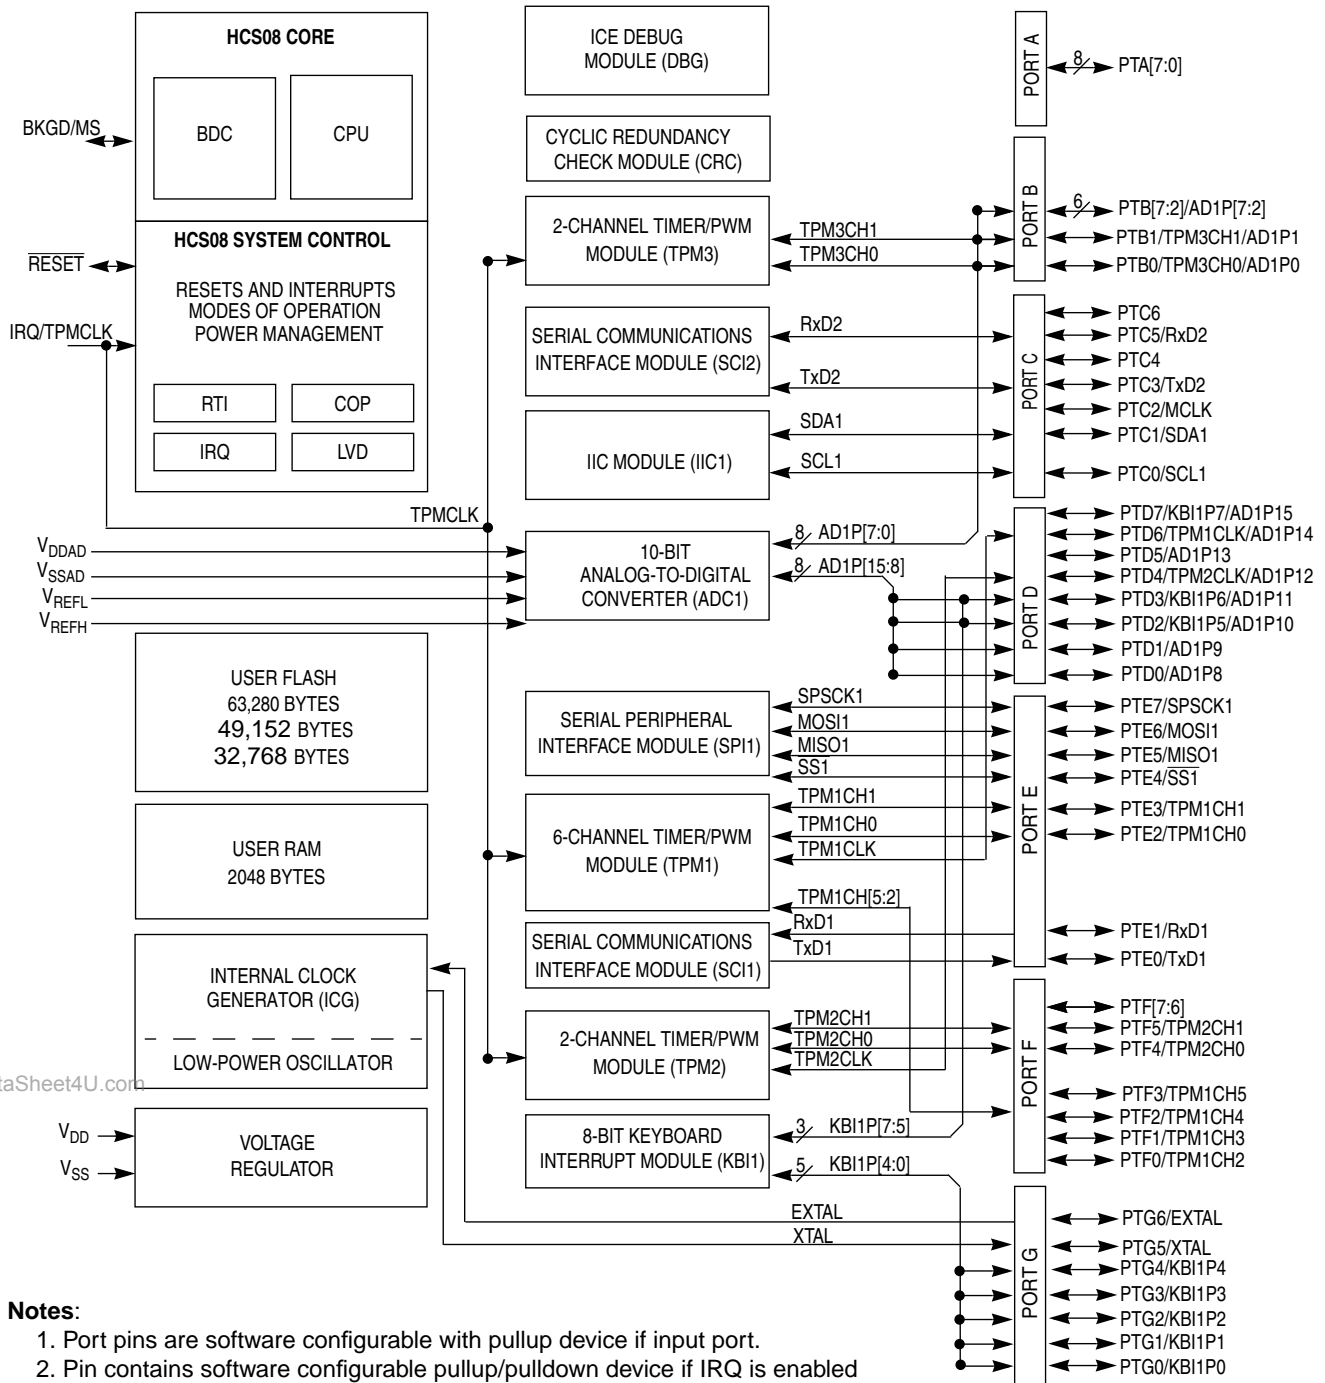 HCS08 CORE
BDC
CPU
BKGD/MS
HCS08 SYSTEM CONTROL
RESET
RESETS AND INTERRUPTS
MODES OF OPERATION
POWER MANAGEMENT
IRQ/TPMCLK
RTI
COP
IRQ
LVD
TPMCLK
VDDAD
VSSAD
VREFL
VREFH
USER FLASH
63,280 BYTES
49,152 BYTES
32,768 BYTES
USER RAM
2048 BYTES
INTERNAL CLOCK
GENERATOR (ICG)
LOW-POWER OSCILLATOR
taSheet4U.com
VDD
VSS
VOLTAGE
REGULATOR
ICE DEBUG
MODULE (DBG)
CYCLIC REDUNDANCY
CHECK MODULE (CRC)
2-CHANNEL TIMER/PWM
MODULE (TPM3)
TPM3CH1
TPM3CH0
SERIAL COMMUNICATIONS
INTERFACE MODULE (SCI2)
RxD2
TxD2
IIC MODULE (IIC1)
SDA1
SCL1
10-BIT
ANALOG-TO-DIGITAL
CONVERTER (ADC1)
8 AD1P[7:0]
8 AD1P[15:8]
SERIAL PERIPHERAL
INTERFACE MODULE (SPI1)
SPSCK1
MOSI1
MISO1
SS1
6-CHANNEL TIMER/PWM
MODULE (TPM1)
TPM1CH1
TPM1CH0
TPM1CLK
TPM1CH[5:2]
SERIAL COMMUNICATIONS
INTERFACE MODULE (SCI1)
RxD1
TxD1
2-CHANNEL TIMER/PWM
MODULE (TPM2)
TPM2CH1
TPM2CH0
TPM2CLK
8-BIT KEYBOARD
INTERRUPT MODULE (KBI1)
3 KBI1P[7:5]
5 KBI1P[4:0]
EXTAL
XTAL
PORT A
8 PTA[7:0]
PORT B
6 PTB[7:2]/AD1P[7:2]
PTB1/TPM3CH1/AD1P1
PTB0/TPM3CH0/AD1P0
PORT C
PTC6
PTC5/RxD2
PTC4
PTC3/TxD2
PTC2/MCLK
PTC1/SDA1
PTC0/SCL1
PORT D
PTD7/KBI1P7/AD1P15
PTD6/TPM1CLK/AD1P14
PTD5/AD1P13
PTD4/TPM2CLK/AD1P12
PTD3/KBI1P6/AD1P11
PTD2/KBI1P5/AD1P10
PTD1/AD1P9
PTD0/AD1P8
PORT E
PTE7/SPSCK1
PTE6/MOSI1
PTE5/MISO1
PTE4/SS1
PTE3/TPM1CH1
PTE2/TPM1CH0
PTE1/RxD1
PTE0/TxD1
PORT F
PTF[7:6]
PTF5/TPM2CH1
PTF4/TPM2CH0
PTF3/TPM1CH5
PTF2/TPM1CH4
PTF1/TPM1CH3
PTF0/TPM1CH2
PORT G
PTG6/EXTAL
PTG5/XTAL
PTG4/KBI1P4
PTG3/KBI1P3
PTG2/KBI1P2
PTG1/KBI1P1
PTG0/KBI1P0
Notes:
1. Port pins are software configurable with pullup device if input port.
2. Pin contains software configurable pullup/pulldown device if IRQ is enabled